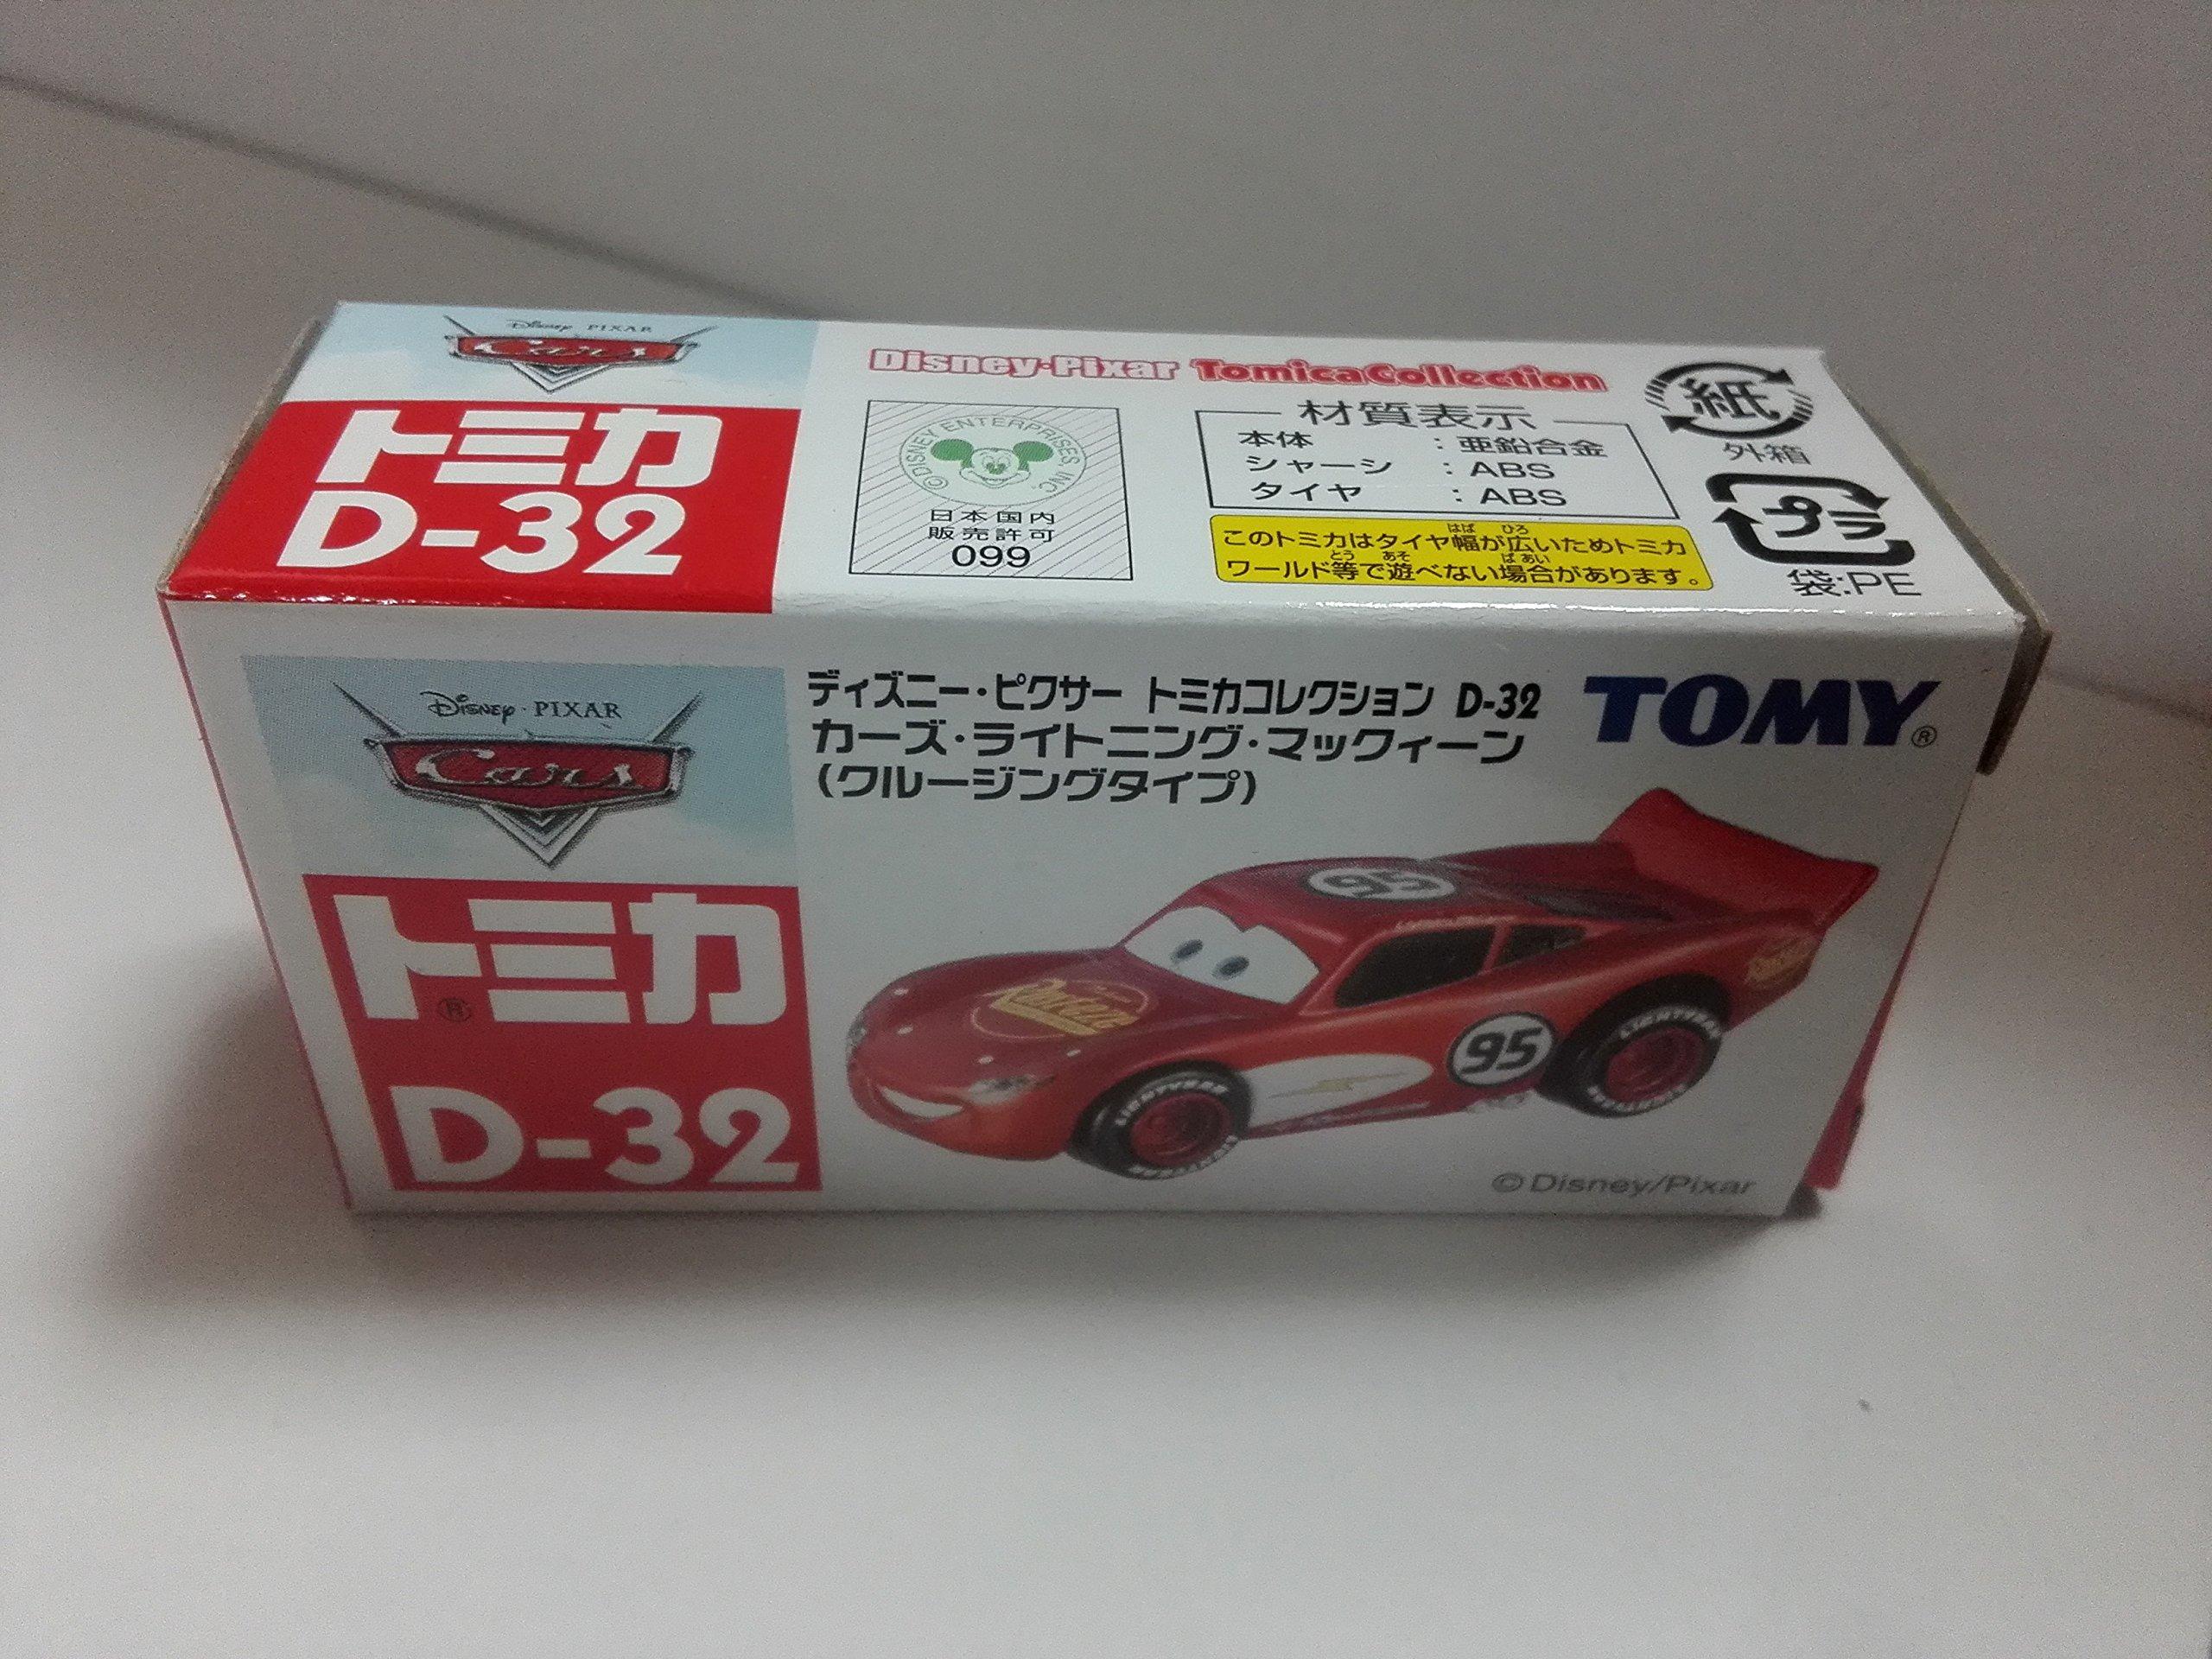 Disney PIXAR
Cars
トミカ
D-32
Disney·Pixar Tomica Collection
© DISNEY ENTERPRISES INC.
日本国内
販売許可
099
材質表示
本体 : 亜鉛合金
シャーシ : ABS
タイヤ : ABS
このトミカはタイヤ幅が広いためトミカ
ワールド等で遊べない場合があります。
紙
外箱
プラ
袋:PE
Disney · PIXAR
Cars
トミカ®
D-32
ディズニー・ピクサー トミカコレクション D-32
カーズ・ライトニング・マックィーン
(クルージングタイプ)
TOMY®
95
Rusteze
95
LIGHTYEAR
LIGHTYEAR
©Disney/Pixar